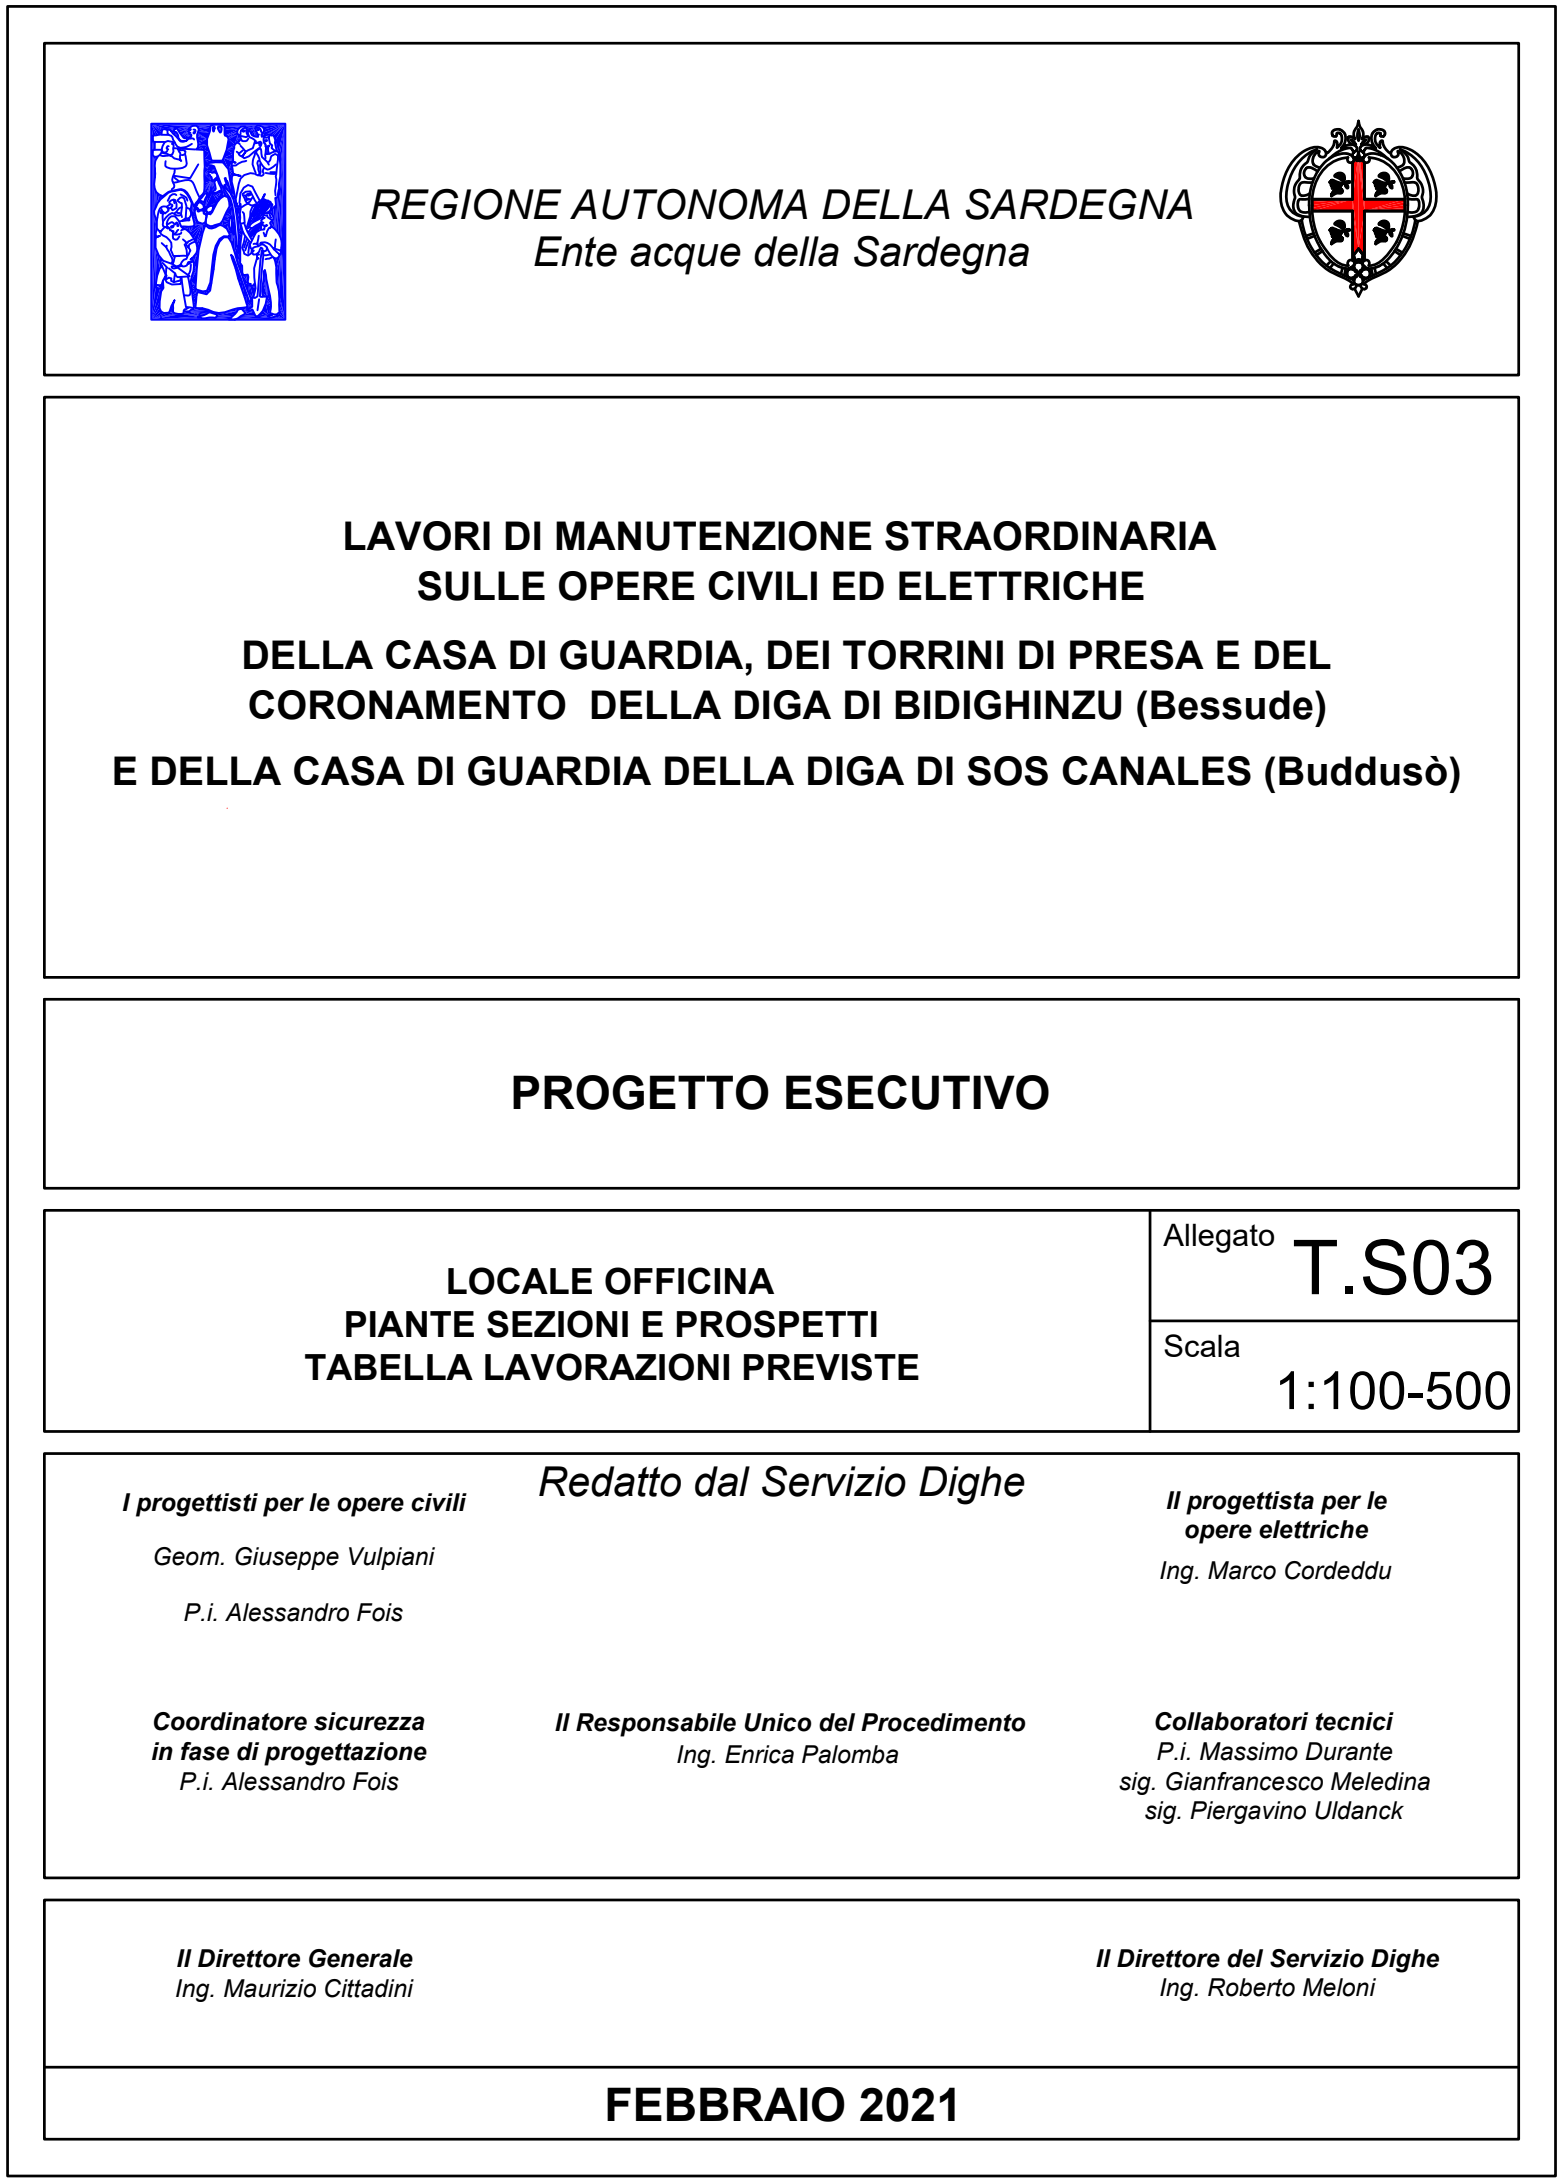 REGIONE AUTONOMA DELLA SARDEGNA
Ente acque della Sardegna
LAVORI DI MANUTENZIONE STRAORDINARIA
SULLE OPERE CIVILI ED ELETTRICHE
DELLA CASA DI GUARDIA, DEI TORRINI DI PRESA E DEL
CORONAMENTO DELLA DIGA DI BIDIGHINZU (Bessude)
E DELLA CASA DI GUARDIA DELLA DIGA DI SOS CANALES (Buddusò)
PROGETTO ESECUTIVO
LOCALE OFFICINA
PIANTE SEZIONI E PROSPETTI
TABELLA LAVORAZIONI PREVISTE
Allegato T.S03
Scala
1:100-500
Redatto dal Servizio Dighe
I progettisti per le opere civili
Geom. Giuseppe Vulpiani
P.i. Alessandro Fois
Il progettista per le
opere elettriche
Ing. Marco Cordeddu
Coordinatore sicurezza
in fase di progettazione
P.i. Alessandro Fois
Il Responsabile Unico del Procedimento
Ing. Enrica Palomba
Collaboratori tecnici
P.i. Massimo Durante
sig. Gianfrancesco Meledina
sig. Piergavino Uldanck
Il Direttore Generale
Ing. Maurizio Cittadini
Il Direttore del Servizio Dighe
Ing. Roberto Meloni
FEBBRAIO 2021